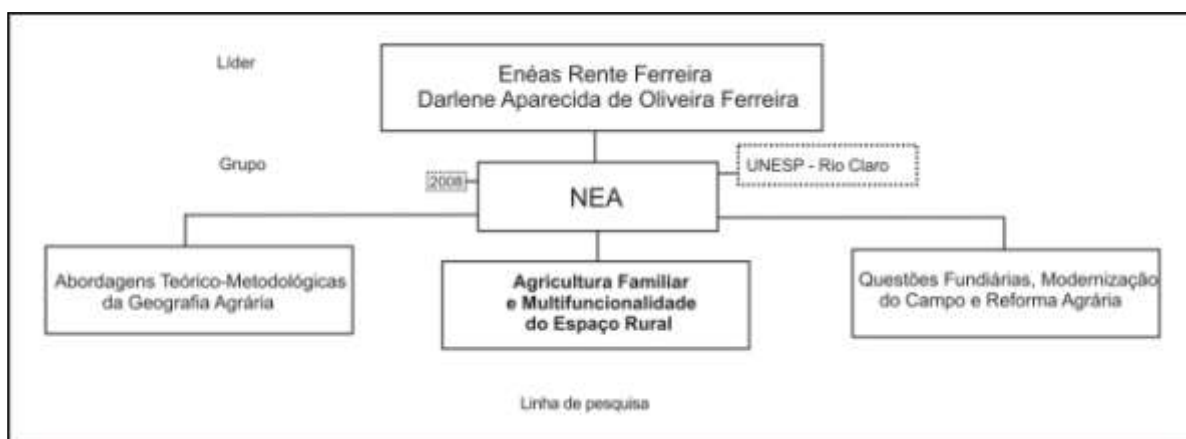 Líder
Enéas Rente Ferreira
Darlene Aparecida de Oliveira Ferreira
Grupo
2008
NEA
UNESP - Rio Claro
Abordagens Teórico-Metodológicas
da Geografia Agrária
Agricultura Familiar
e Multifuncionalidade
do Espaço Rural
Questões Fundiárias, Modernização
do Campo e Reforma Agrária
Linha de pesquisa